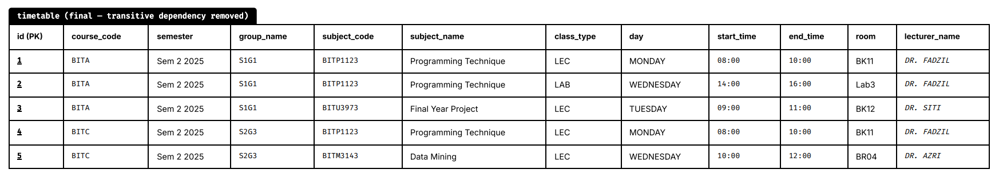 timetable (final — transitive dependency removed)
id (PK) course_code semester group_name subject_code subject_name class_type day start_time end_time room lecturer_name
1 BITA Sem 2 2025 S1G1 BITP1123 Programming Technique LEC MONDAY 08:00 10:00 BK11 DR. FADZIL
2 BITA Sem 2 2025 S1G1 BITP1123 Programming Technique LAB WEDNESDAY 14:00 16:00 Lab3 DR. FADZIL
3 BITA Sem 2 2025 S1G1 BITU3973 Final Year Project LEC TUESDAY 09:00 11:00 BK12 DR. SITI
4 BITC Sem 2 2025 S2G3 BITP1123 Programming Technique LEC MONDAY 08:00 10:00 BK11 DR. FADZIL
5 BITC Sem 2 2025 S2G3 BITM3143 Data Mining LEC WEDNESDAY 10:00 12:00 BR04 DR. AZRI